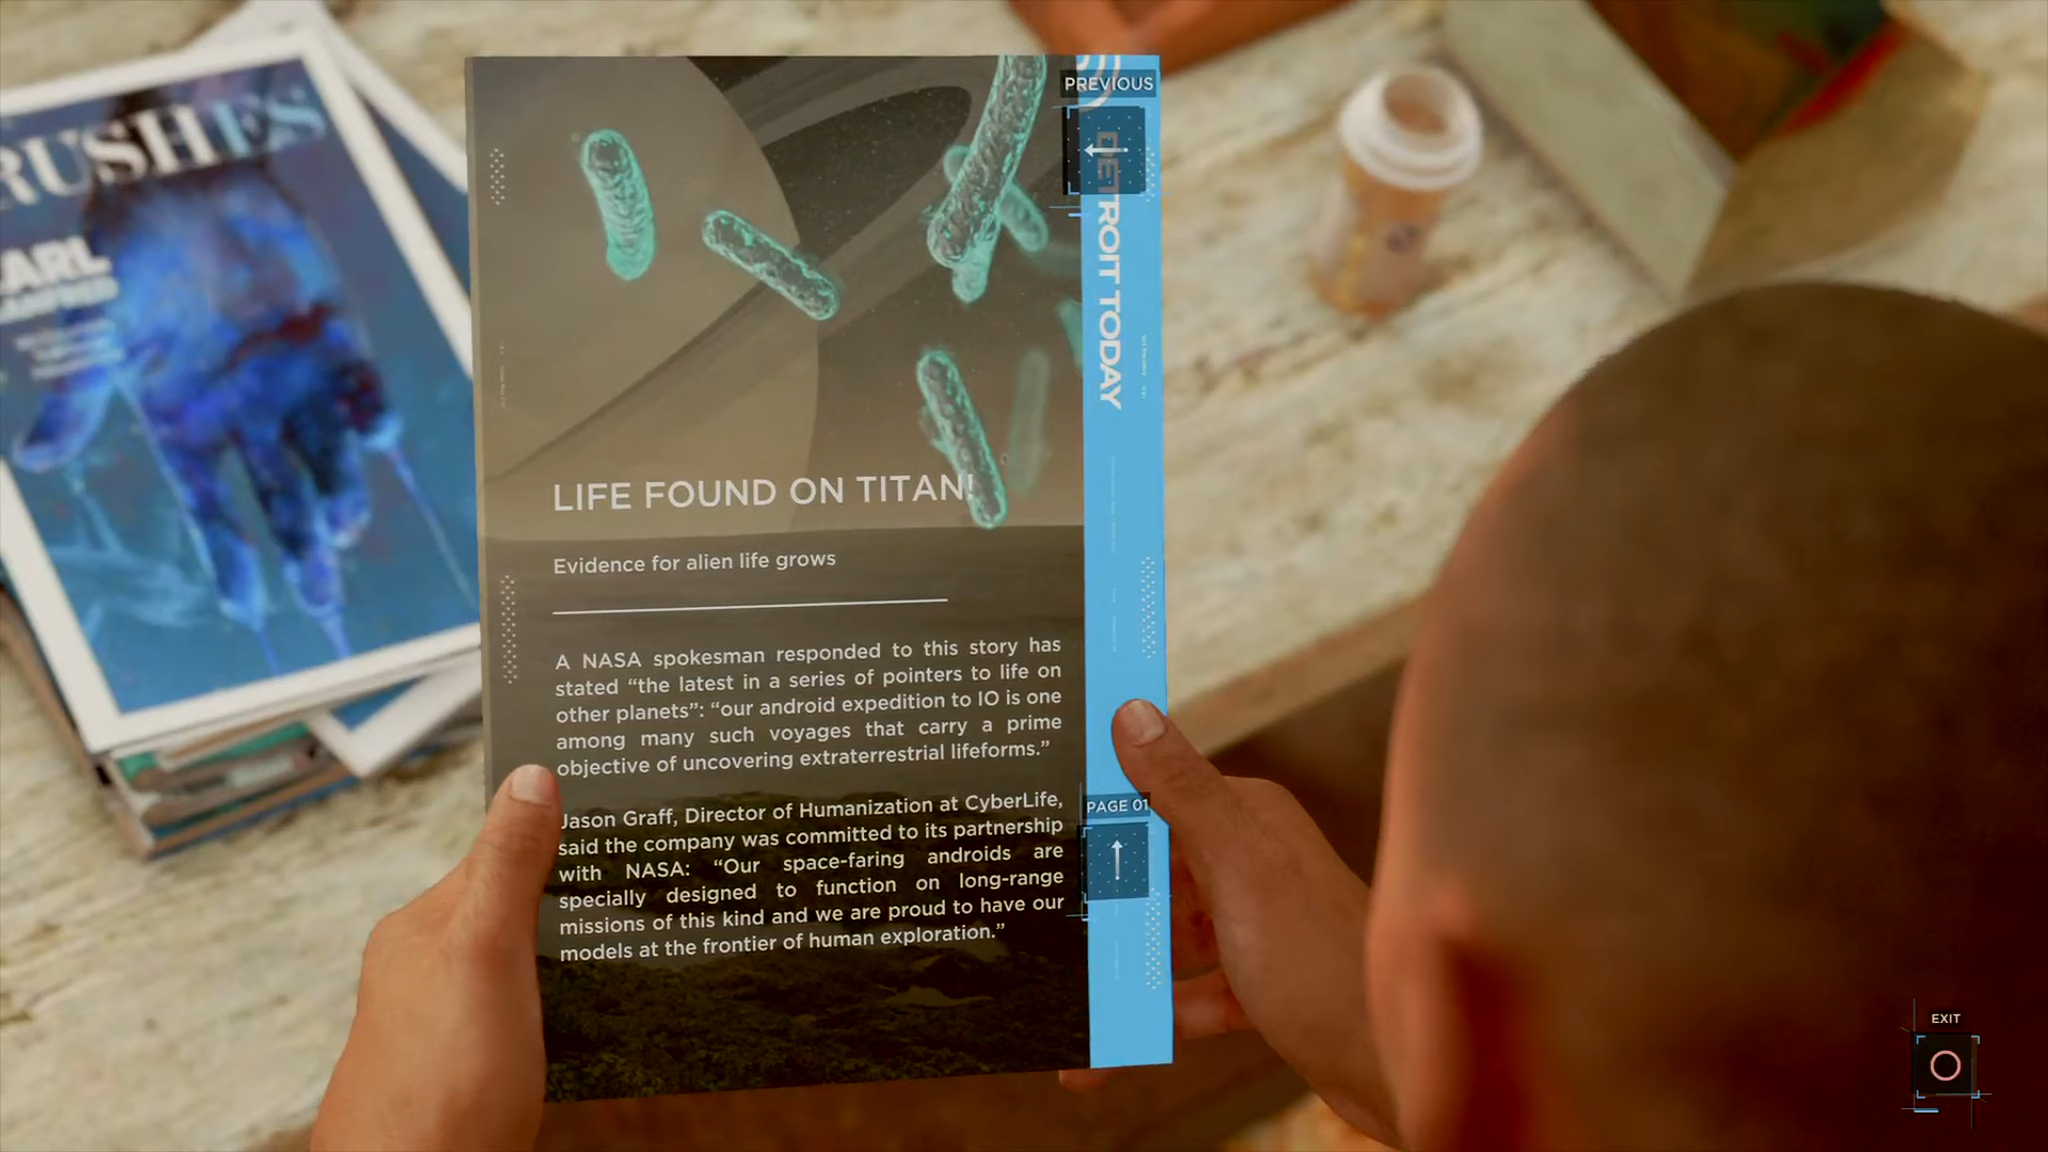 RUSHES
CARL
MANFRED
PREVIOUS
DETROIT TODAY
LIFE FOUND ON TITAN!
Evidence for alien life grows
A NASA spokesman responded to this story has
stated “the latest in a series of pointers to life on
other planets”: “our android expedition to IO is one
among many such voyages that carry a prime
objective of uncovering extraterrestrial lifeforms.”
Jason Graff, Director of Humanization at CyberLife,
said the company was committed to its partnership
with NASA: “Our space-faring androids are
specially designed to function on long-range
missions of this kind and we are proud to have our
models at the frontier of human exploration.”
PAGE 01
EXIT